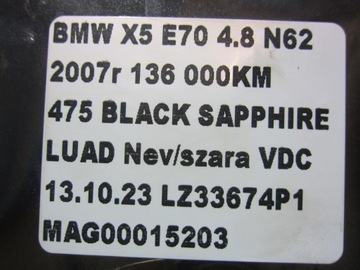 BMW X5 E70 4.8 N62
2007r 136 000KM
475 BLACK SAPPHIRE
LUAD Nev/szara VDC
13.10.23 LZ33674P1
MAG00015203